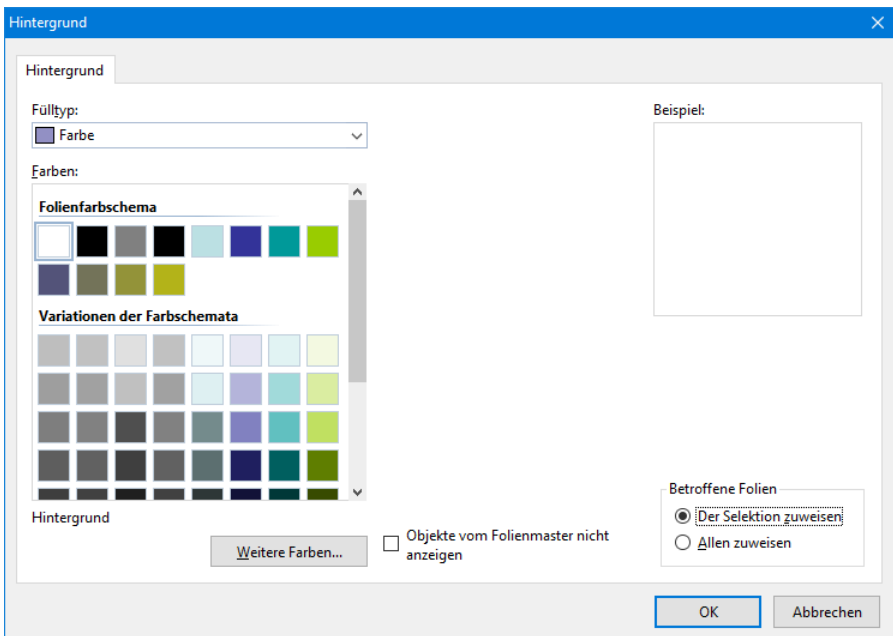 Hintergrund
Hintergrund
Fülltyp:
Farbe
Beispiel:
Farben:
Folienfarbschema
Variationen der Farbschemata
Hintergrund
Weitere Farben...
Objekte vom Folienmaster nicht
anzeigen
Betroffene Folien
Der Selektion zuweisen
Allen zuweisen
OK
Abbrechen